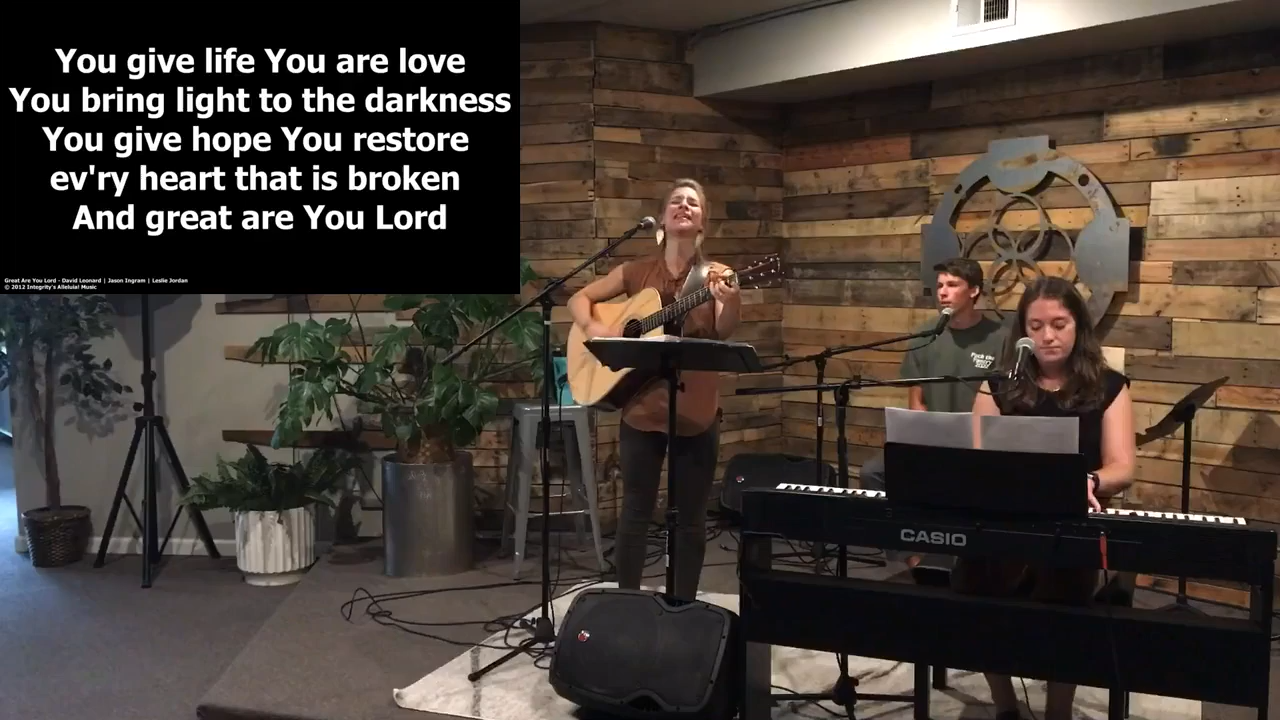 You give life You are love
You bring light to the darkness
You give hope You restore
ev'ry heart that is broken
And great are You Lord
Great Are You Lord - David Leonard | Jason Ingram | Leslie Jordan
© 2012 Integrity's Alleluia! Music
CASIO